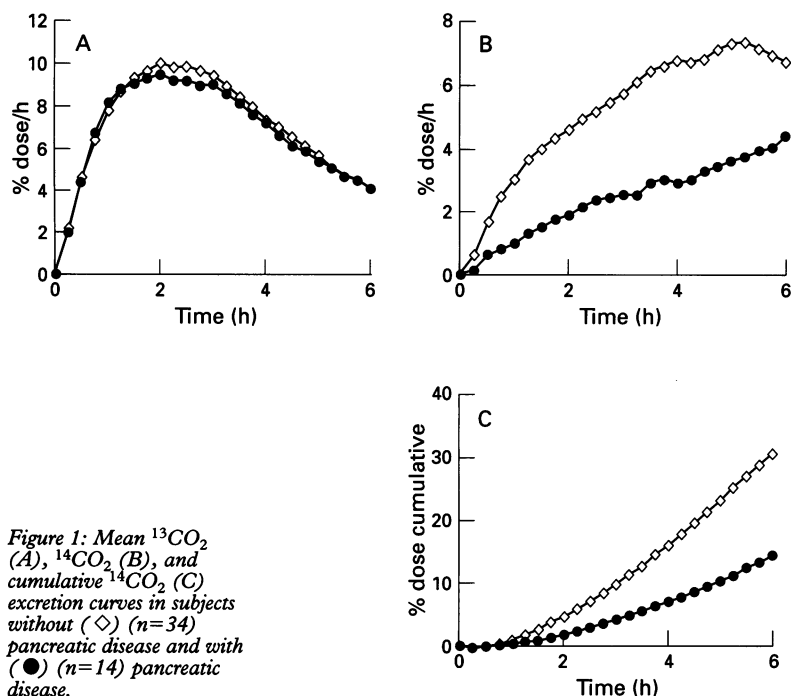 A
% dose/h
12
10
8
6
4
2
0
0 2 4 6
Time (h)
B
% dose/h
8
6
4
2
0
0 2 4 6
Time (h)
C
% dose cumulative
40
30
20
10
0
0 2 4 6
Time (h)
Figure 1: Mean ¹³CO₂
(A), ¹⁴CO₂ (B), and
cumulative ¹⁴CO₂ (C)
excretion curves in subjects
without (◇) (n=34)
pancreatic disease and with
(●) (n=14) pancreatic
disease.